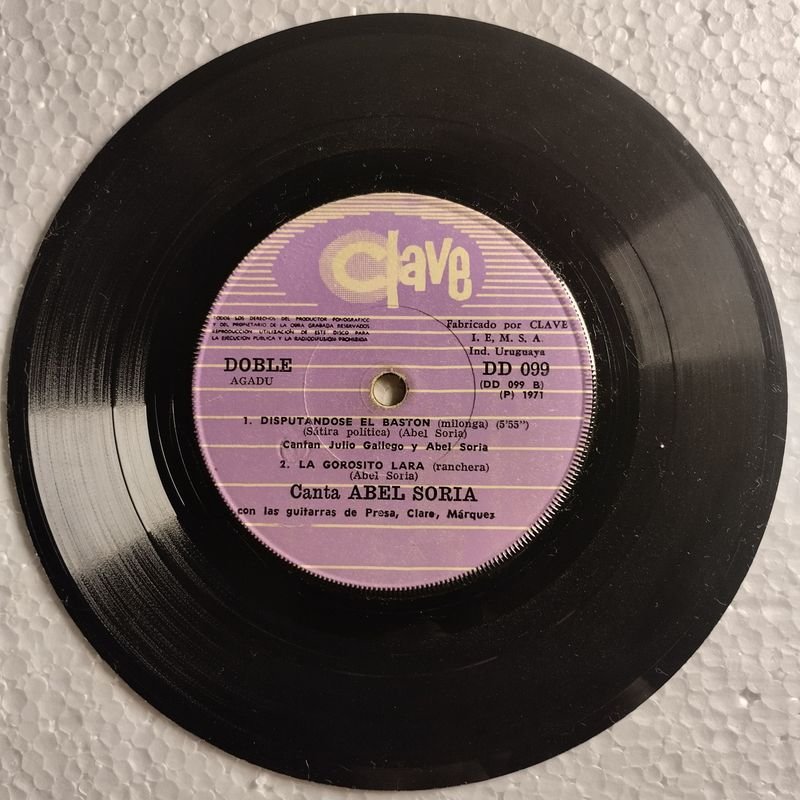 Clave
TODOS LOS DERECHOS DEL PRODUCTOR FONOGRAFICO
Y DEL PROPIETARIO DE LA OBRA GRABADA RESERVADOS
REPRODUCCION UTILIZACION DE ESTE DISCO PARA
LA EJECUCION PUBLICA Y LA RADIODIFUSION PROHIBIDA
Fabricado por CLAVE
I. E. M. S. A.
Ind. Uruguaya
DOBLE
AGADU
DD 099
(DD 099 B)
(P) 1971
1. DISPUTANDOSE EL BASTON (milonga) (5'55")
(Sátira política) (Abel Soria)
Cantan Julio Gallego y Abel Soria
2. LA GOROSITO LARA (ranchera)
(Abel Soria)
Canta ABEL SORIA
con las guitarras de Presa, Claro, Márquez